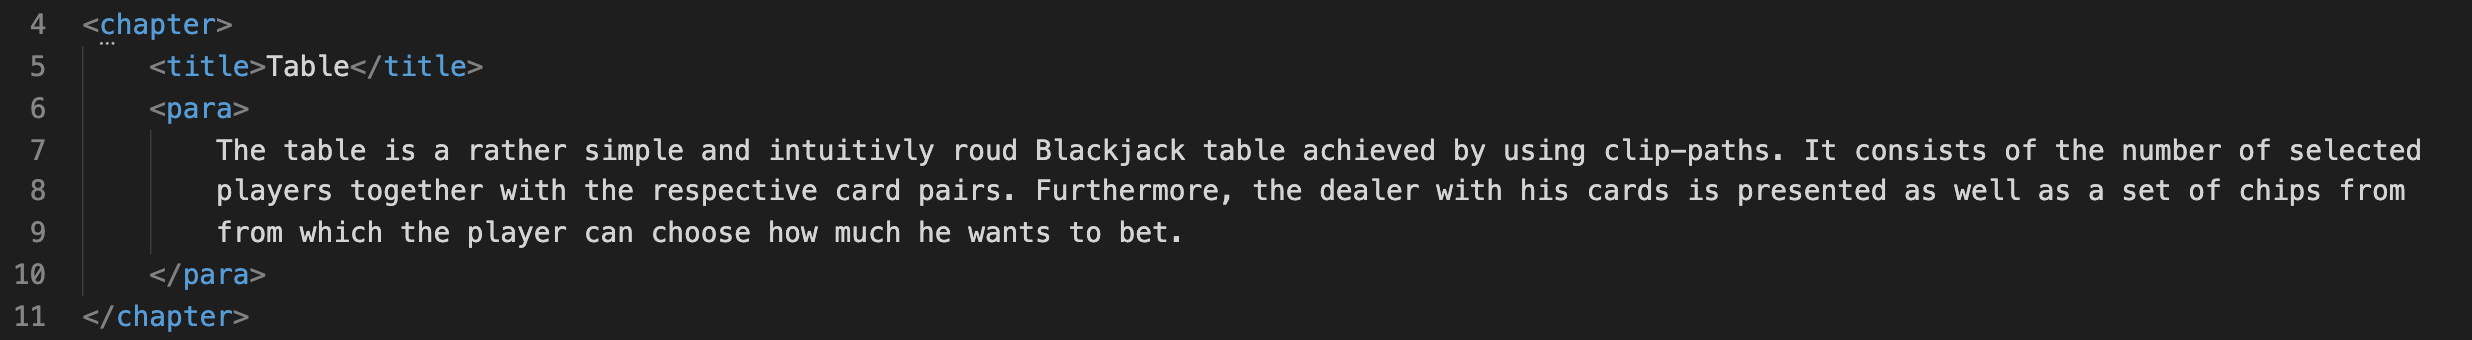 4 <chapter>
5 <title>Table</title>
6 <para>
7 The table is a rather simple and intuitivly roud Blackjack table achieved by using clip-paths. It consists of the number of selected
8 players together with the respective card pairs. Furthermore, the dealer with his cards is presented as well as a set of chips from
9 from which the player can choose how much he wants to bet.
10 </para>
11 </chapter>